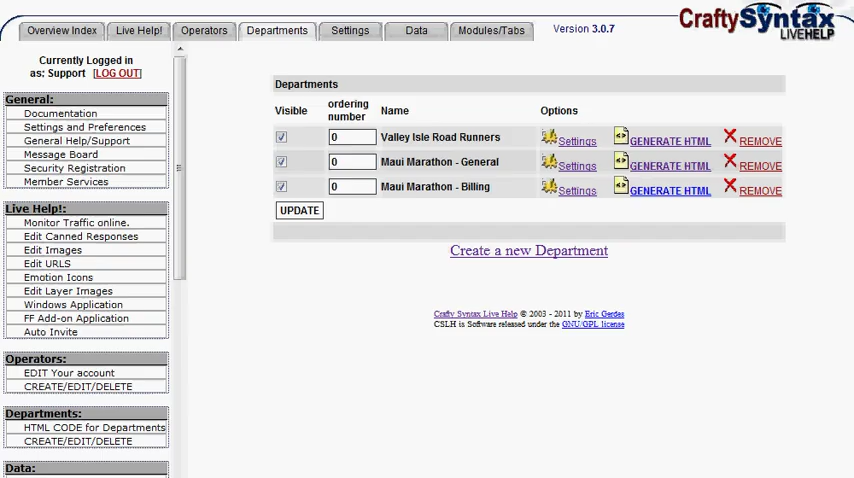 CraftySyntax
LIVEHELP
Overview Index
Live Help!
Operators
Departments
Settings
Data
Modules/Tabs
Version 3.0.7
Currently Logged in
as: Support [LOG OUT]
General:
Documentation
Settings and Preferences
General Help/Support
Message Board
Security Registration
Member Services
Live Help!:
Monitor Traffic online.
Edit Canned Responses
Edit Images
Edit URLS
Emotion Icons
Edit Layer Images
Windows Application
FF Add-on Application
Auto Invite
Operators:
EDIT Your account
CREATE/EDIT/DELETE
Departments:
HTML CODE for Departments
CREATE/EDIT/DELETE
Data:
Departments
Visible ordering number Name Options
0 Valley Isle Road Runners Settings GENERATE HTML REMOVE
0 Maui Marathon - General Settings GENERATE HTML REMOVE
0 Maui Marathon - Billing Settings GENERATE HTML REMOVE
UPDATE
Create a new Department
Crafty Syntax Live Help © 2003 - 2011 by Eric Gerdes
CSLH is Software released under the GNU/GPL license